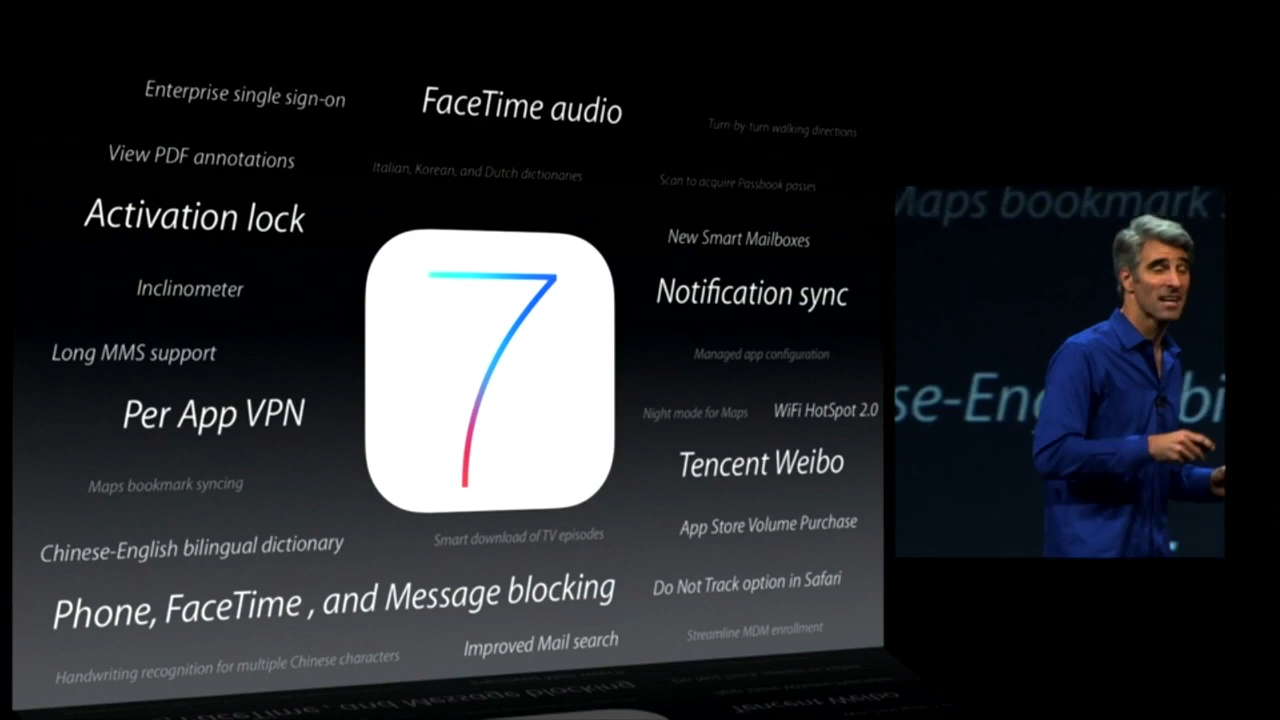 Enterprise single sign-on
FaceTime audio
Turn-by-turn walking directions
View PDF annotations
Italian, Korean, and Dutch dictionaries
Scan to acquire Passbook passes
Activation lock
New Smart Mailboxes
Inclinometer
Notification sync
Long MMS support
Managed app configuration
Per App VPN
Night mode for Maps
WiFi HotSpot 2.0
Tencent Weibo
Maps bookmark syncing
App Store Volume Purchase
Chinese-English bilingual dictionary
Smart download of TV episodes
Phone, FaceTime , and Message blocking
Do Not Track option in Safari
Improved Mail search
Streamline MDM enrollment
Handwriting recognition for multiple Chinese characters
7
Maps bookmark
se-Eng bi